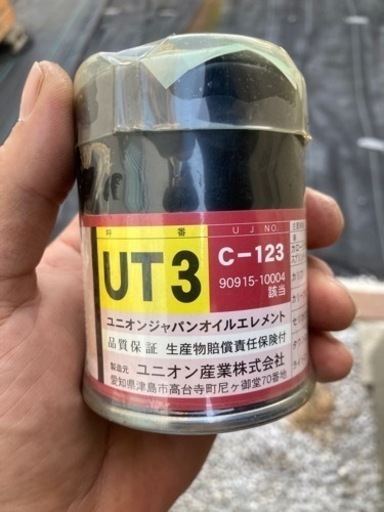 略番
UJNO.
UT3
C-123
90915-10004
該当
ユニオンジャパンオイルエレメント
品質保証 生産物賠償責任保険付
製造元 ユニオン産業株式会社
愛知県津島市高台寺町尼ヶ御堂70番地